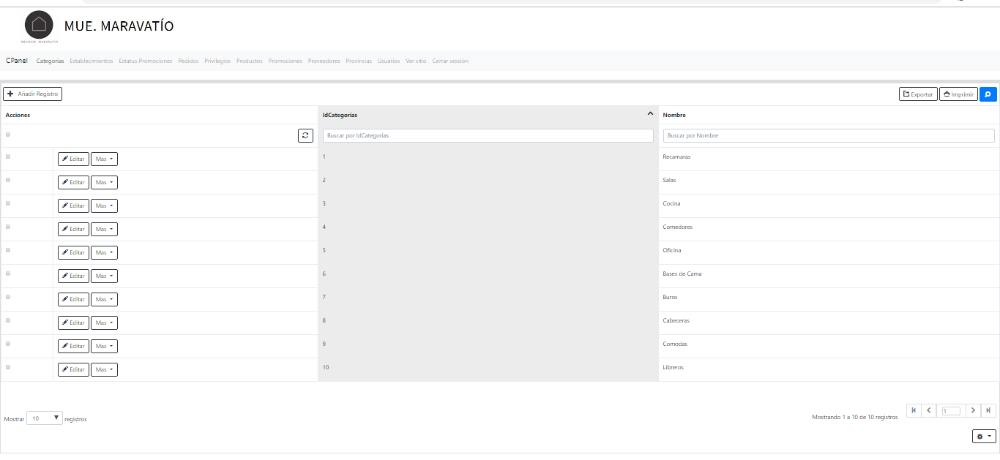 MUE. MARAVATÍO
MUEBLES MARAVATIO
CPanel Categorias Establecimientos Estatus Promociones Pedidos Privilegios Productos Promociones Proveedores Provincias Usuarios Ver sitio Cerrar sessión
Añadir Registro Exportar Imprimir
Acciones IdCategorias Nombre
Buscar por IdCategorias Buscar por Nombre
Editar Mas 1 Recamaras
Editar Mas 2 Salas
Editar Mas 3 Cocina
Editar Mas 4 Comedores
Editar Mas 5 Oficina
Editar Mas 6 Bases de Cama
Editar Mas 7 Buros
Editar Mas 8 Cabeceras
Editar Mas 9 Comodas
Editar Mas 10 Libreros
Mostrar 10 registros Mostrando 1 a 10 de 10 registros 1